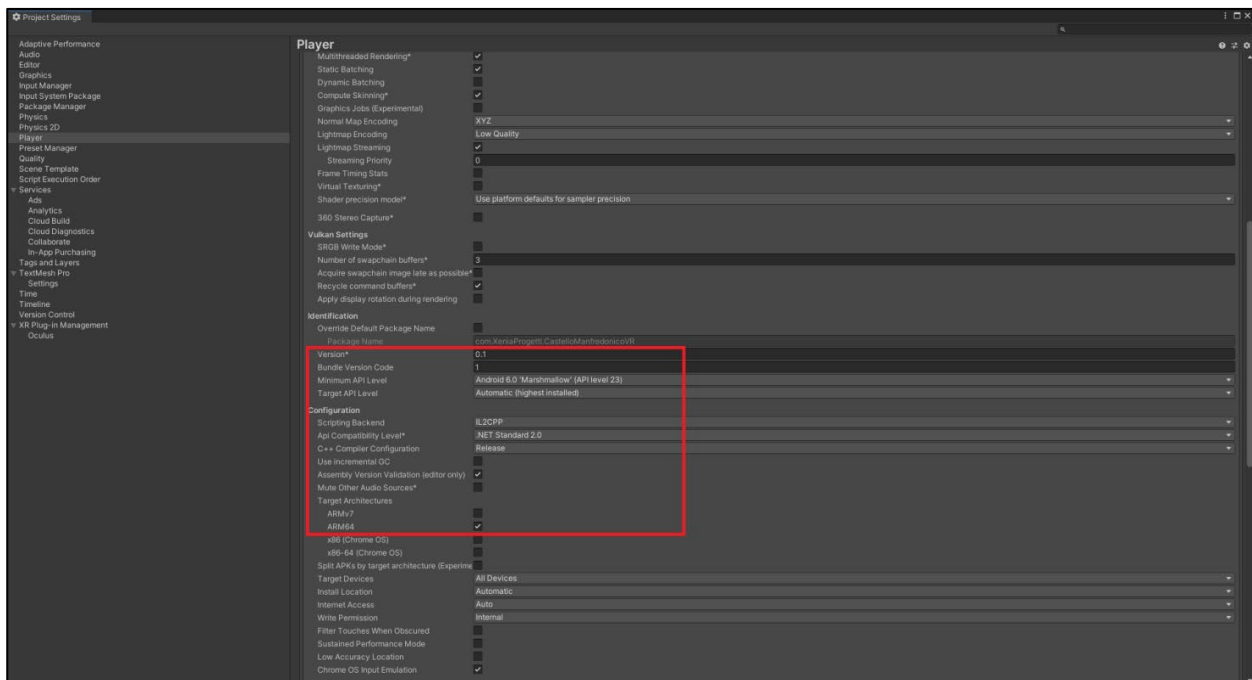 Project Settings
Adaptive Performance
Audio
Editor
Graphics
Input Manager
Input System Package
Package Manager
Physics
Physics 2D
Player
Preset Manager
Quality
Scene Template
Script Execution Order
Services
Ads
Analytics
Cloud Build
Cloud Diagnostics
Collaborate
In-App Purchasing
Tags and Layers
TextMesh Pro
Settings
Time
Timeline
Version Control
XR Plug-in Management
Oculus
Player
Multithreaded Rendering*
Static Batching
Dynamic Batching
Compute Skinning*
Graphics Jobs (Experimental)
Normal Map Encoding XYZ
Lightmap Encoding Low Quality
Lightmap Streaming
Streaming Priority 0
Frame Timing Stats
Virtual Texturing*
Shader precision model* Use platform defaults for sampler precision
360 Stereo Capture*
Vulkan Settings
SRGB Write Mode*
Number of swapchain buffers* 3
Acquire swapchain image late as possible*
Recycle command buffers*
Apply display rotation during rendering
Identification
Override Default Package Name
Package Name com.XeniaProgetti.CastelloManfredonicoVR
Version* 0.1
Bundle Version Code 1
Minimum API Level Android 6.0 'Marshmallow' (API level 23)
Target API Level Automatic (highest installed)
Configuration
Scripting Backend IL2CPP
Api Compatibility Level* .NET Standard 2.0
C++ Compiler Configuration Release
Use incremental GC
Assembly Version Validation (editor only)
Mute Other Audio Sources*
Target Architectures
ARMv7
ARM64
x86 (Chrome OS)
x86-64 (Chrome OS)
Split APKs by target architecture (Experime
Target Devices All Devices
Install Location Automatic
Internet Access Auto
Write Permission Internal
Filter Touches When Obscured
Sustained Performance Mode
Low Accuracy Location
Chrome OS Input Emulation